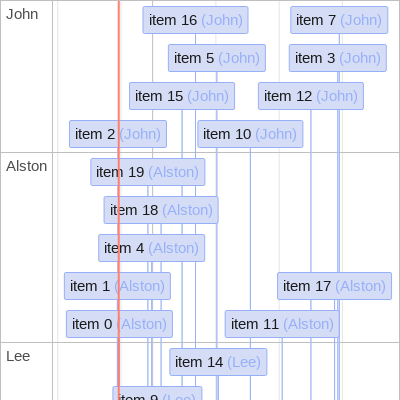 John
item 16 (John)
item 7 (John)
item 5 (John)
item 3 (John)
item 15 (John)
item 12 (John)
item 2 (John)
item 10 (John)
Alston
item 19 (Alston)
item 18 (Alston)
item 4 (Alston)
item 1 (Alston)
item 17 (Alston)
item 0 (Alston)
item 11 (Alston)
Lee
item 14 (Lee)
item 9 (Lee)